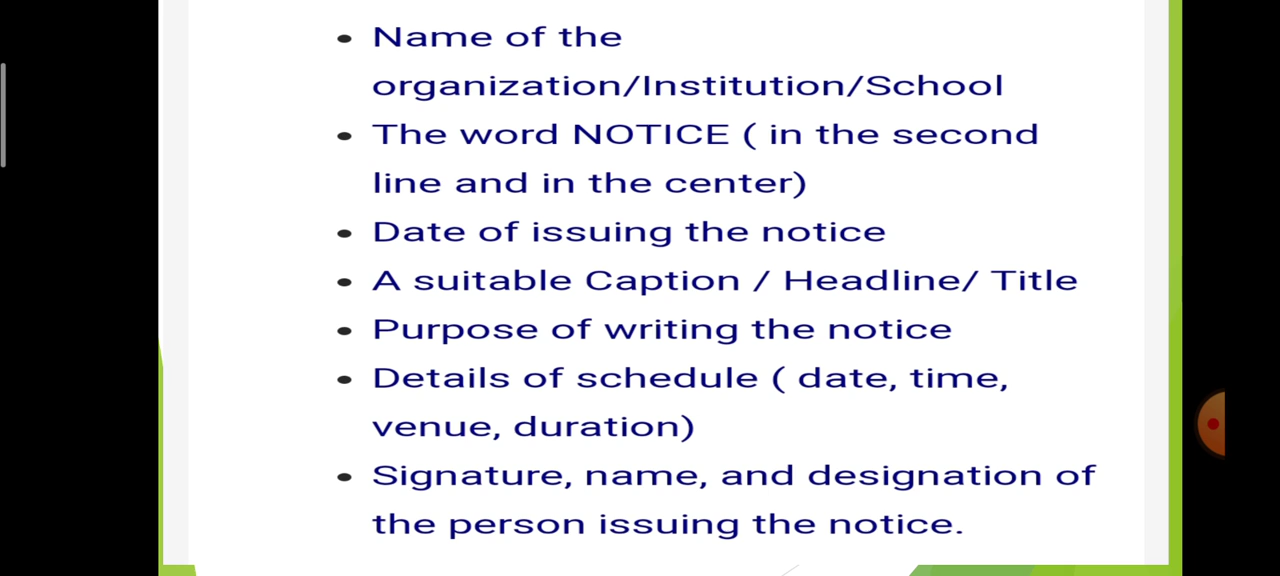 • Name of the
organization/Institution/School
• The word NOTICE ( in the second
line and in the center)
• Date of issuing the notice
• A suitable Caption / Headline/ Title
• Purpose of writing the notice
• Details of schedule ( date, time,
venue, duration)
• Signature, name, and designation of
the person issuing the notice.